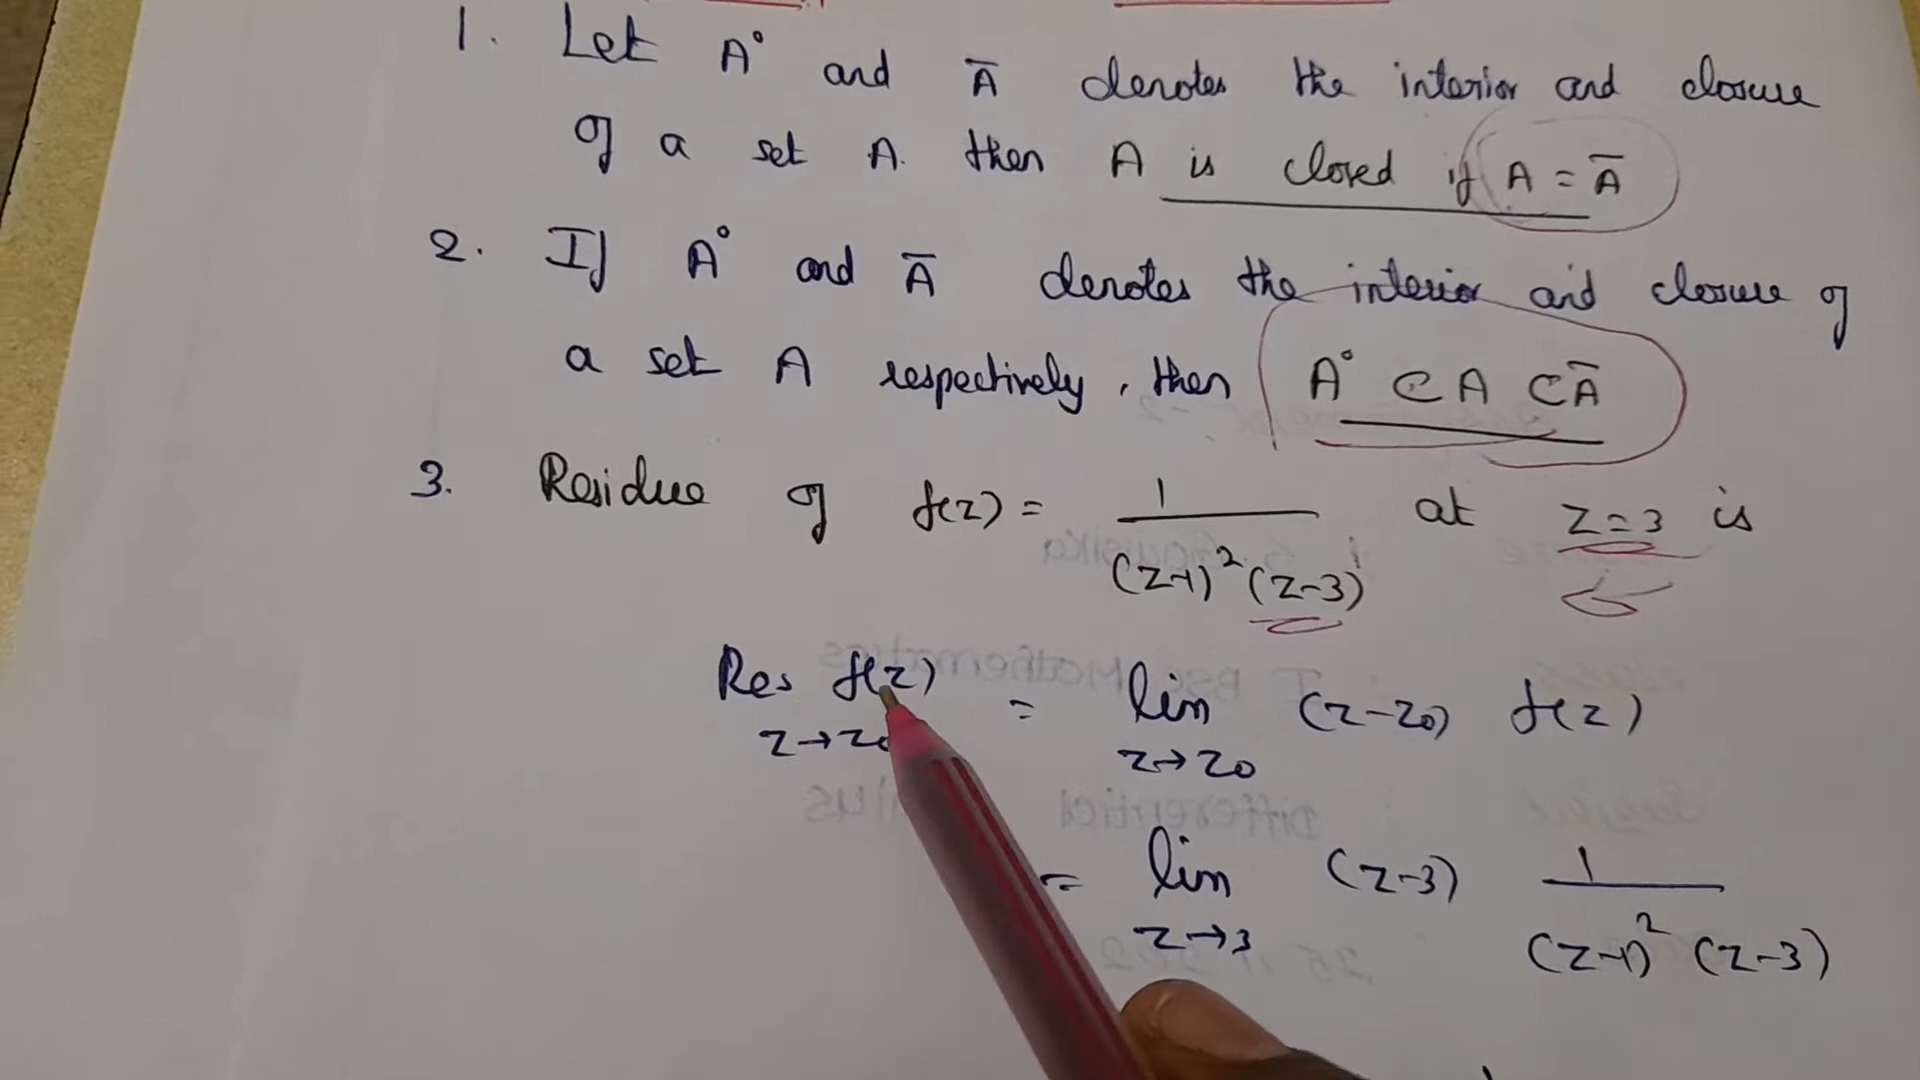 1. Let A° and A̅ denotes the interior and closure
of a set A. then A is closed if A = A̅
2. If A° and A̅ denotes the interior and closure of
a set A respectively, then A° ⊂ A ⊂ A̅
3. Residue of f(z) = 1 / (z-1)² (z-3)¹ at z=3 is
Res f(z) = lim (z-z0) f(z)
z→z0 z→z0
= lim (z-3) 1 / (z-1)² (z-3)
z→3